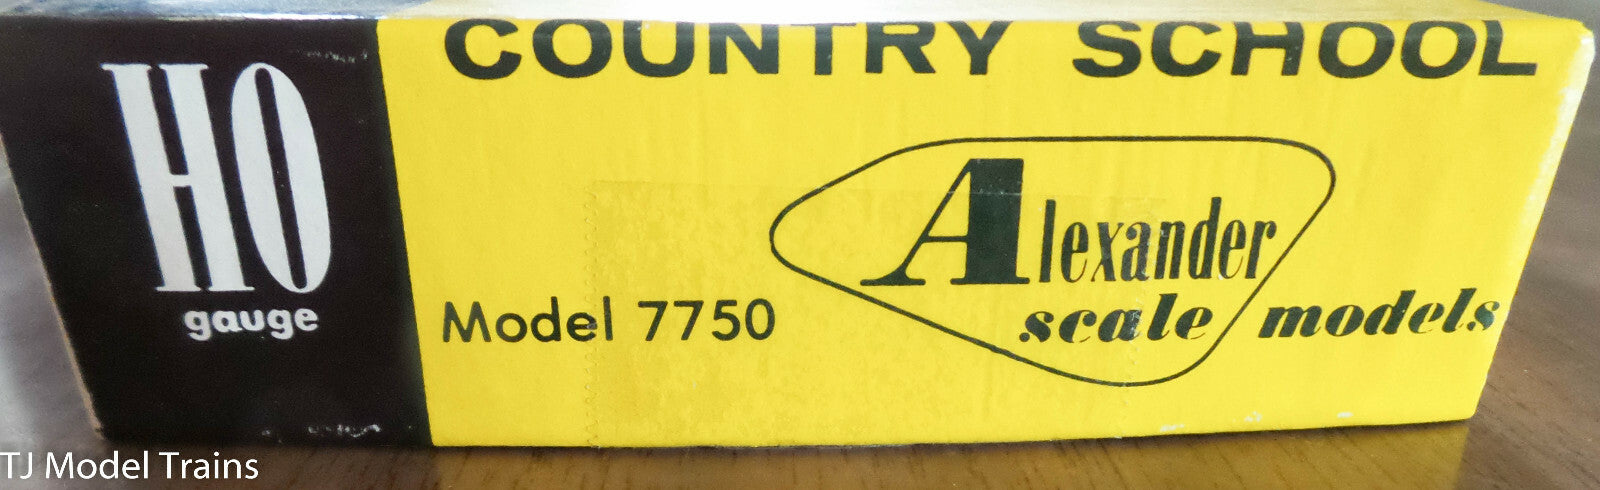 COUNTRY SCHOOL
HO
gauge
Model 7750
Alexander
scale models
TJ Model Trains